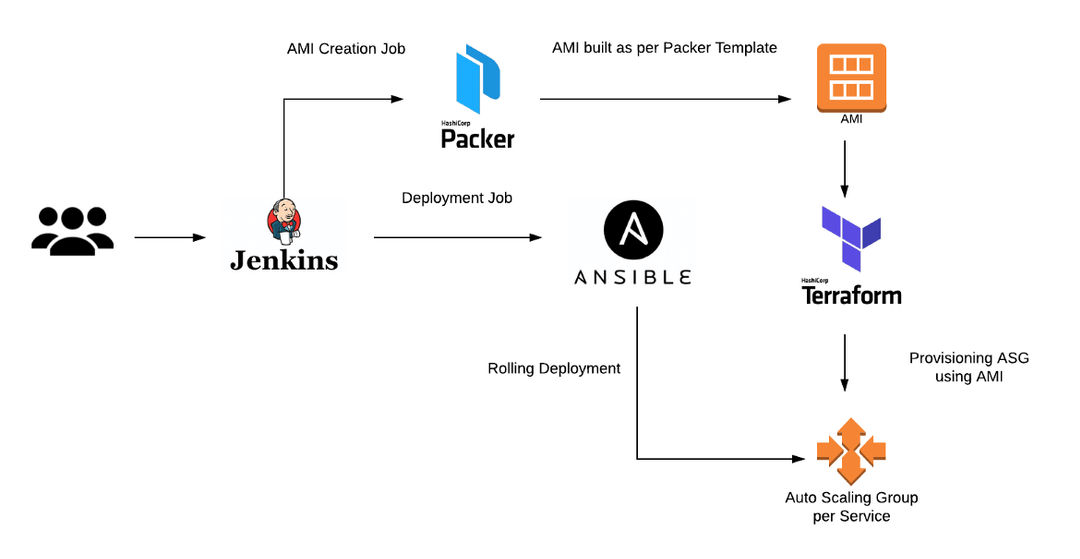 AMI Creation Job
AMI built as per Packer Template
HashiCorp
Packer
AMI
Deployment Job
Jenkins
ANSIBLE
HashiCorp
Terraform
Rolling Deployment
Provisioning ASG
using AMI
Auto Scaling Group
per Service